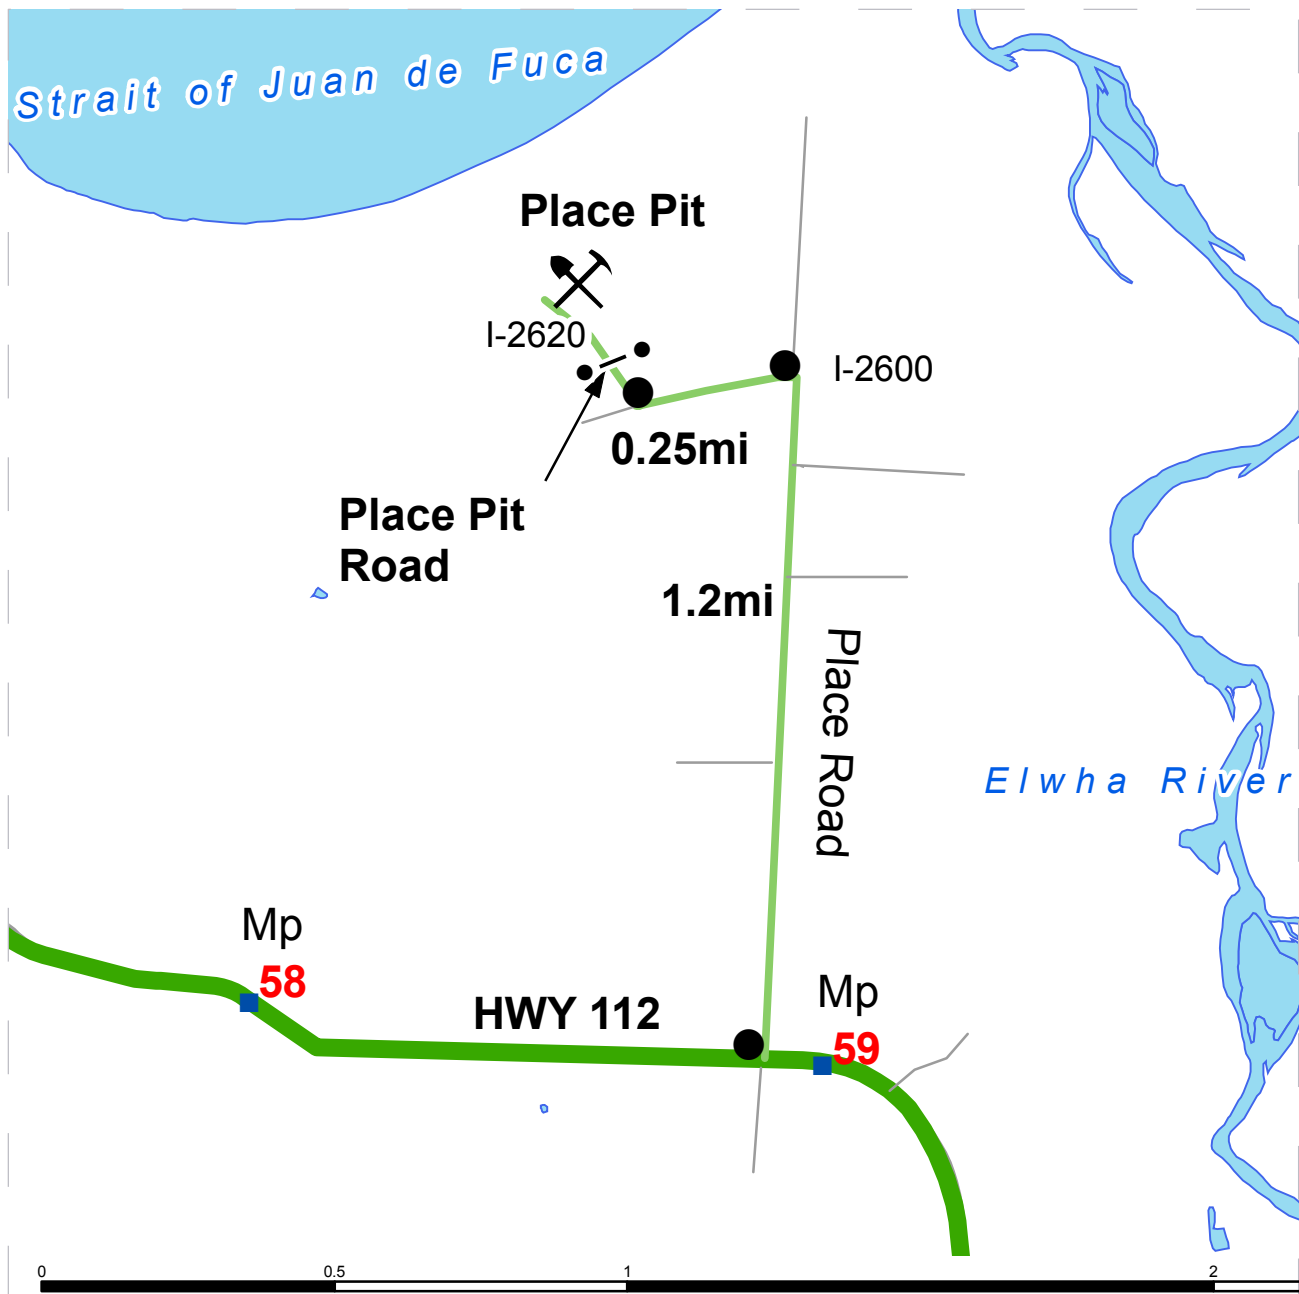 Strait of Juan de Fuca
Place Pit
I-2620
I-2600
0.25mi
Place Pit
Road
1.2mi
Place Road
Elwha River
Mp
58
HWY 112
Mp
59
0 0.5 1 2